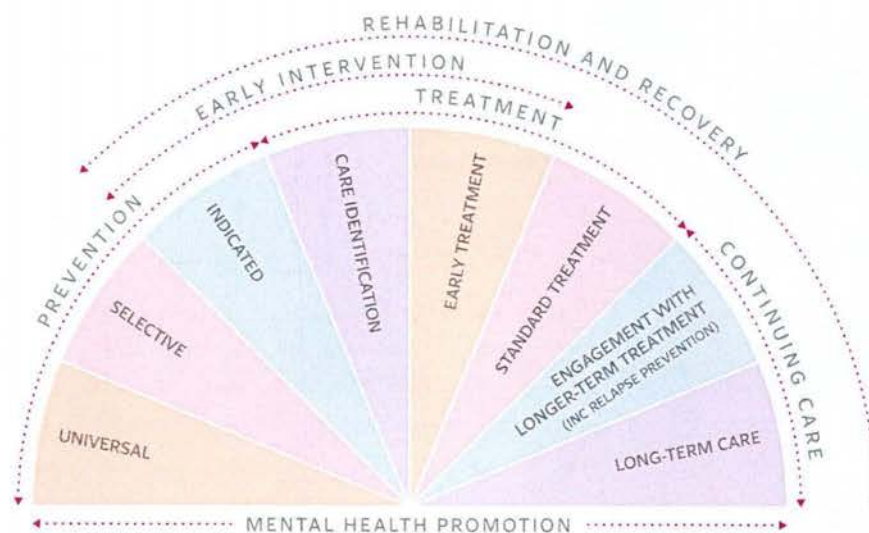 REHABILITATION AND RECOVERY
EARLY INTERVENTION
TREATMENT
PREVENTION
CONTINUING CARE
UNIVERSAL
SELECTIVE
INDICATED
CARE IDENTIFICATION
EARLY TREATMENT
STANDARD TREATMENT
ENGAGEMENT WITH
LONGER-TERM TREATMENT
(INC RELAPSE PREVENTION)
LONG-TERM CARE
MENTAL HEALTH PROMOTION